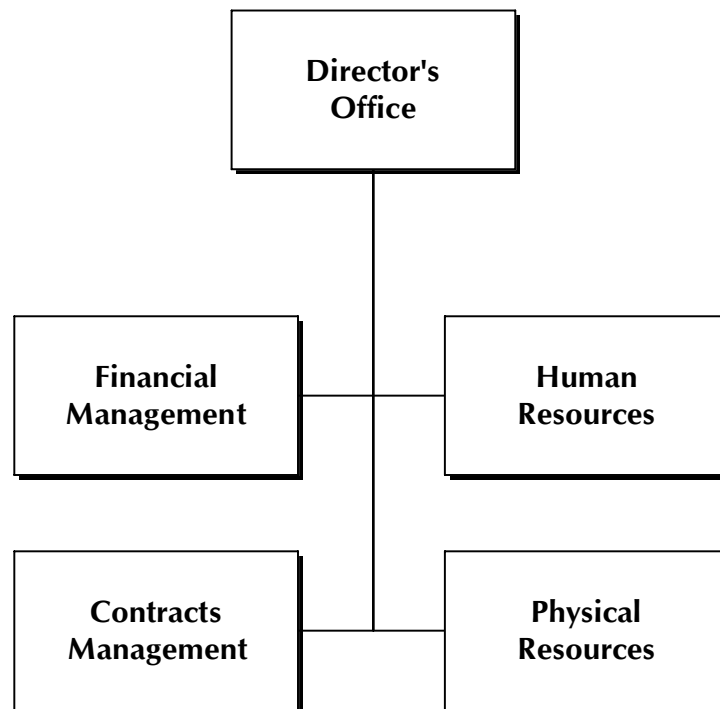 Director's
Office
Financial
Management
Human
Resources
Contracts
Management
Physical
Resources